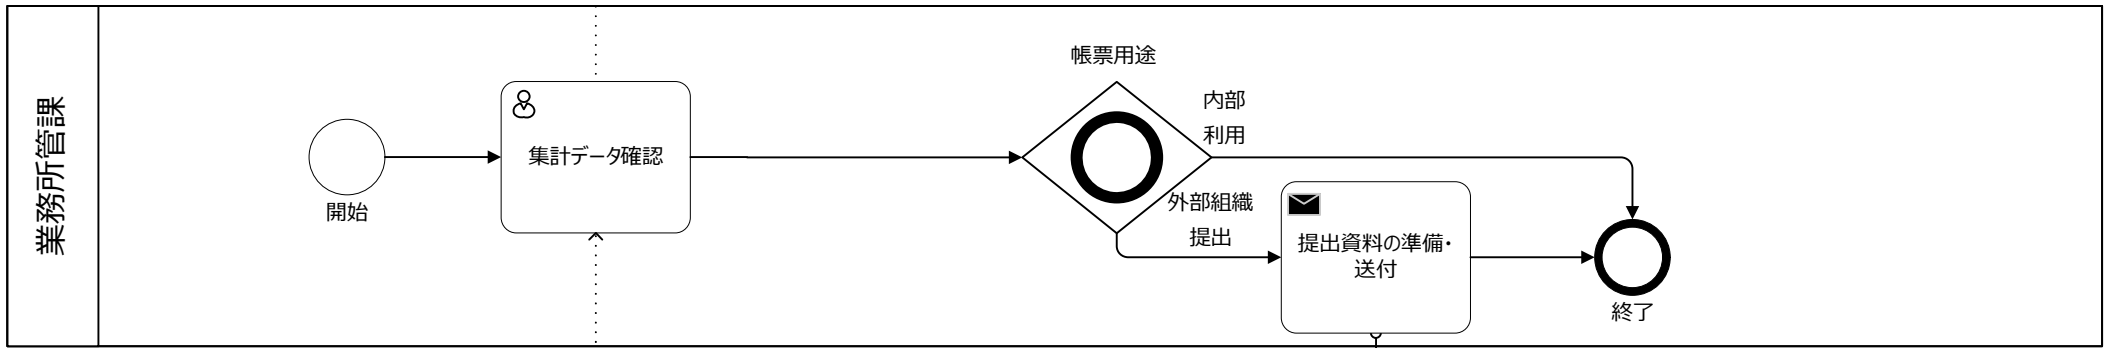 業務所管課
開始
集計データ確認
帳票用途
内部
利用
外部組織
提出
提出資料の準備・
送付
終了